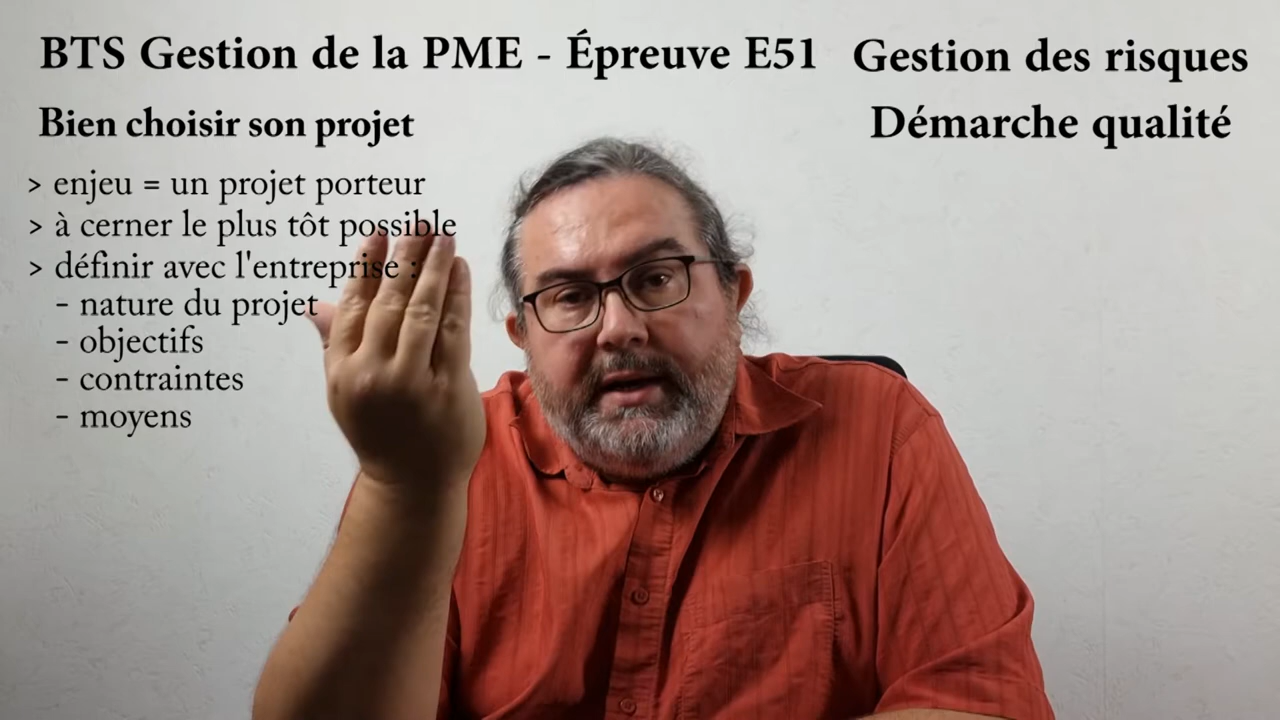 BTS Gestion de la PME - Épreuve E51
Gestion des risques
Démarche qualité
Bien choisir son projet
> enjeu = un projet porteur
> à cerner le plus tôt possible
> définir avec l'entreprise :
- nature du projet
- objectifs
- contraintes
- moyens